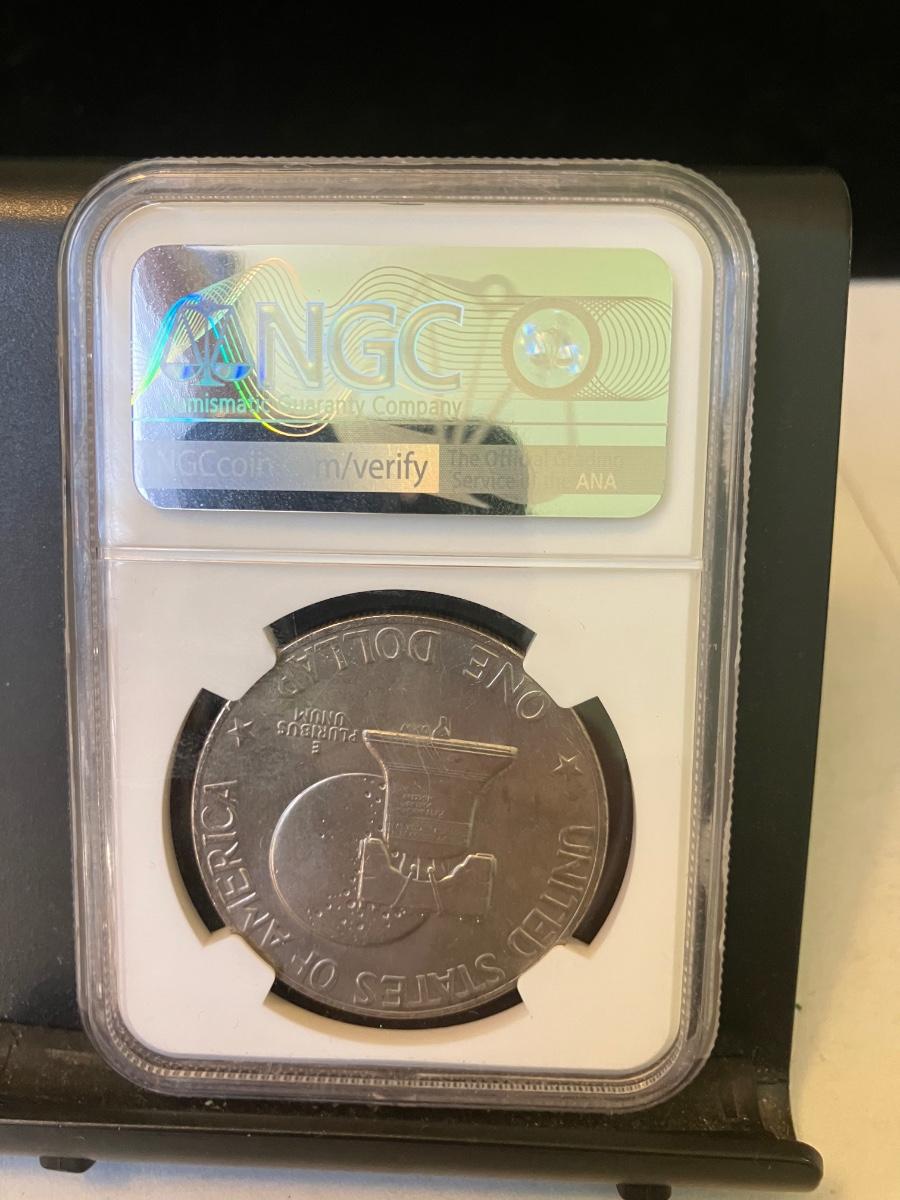 NGC
Numismatic Guaranty Company
NGCcoin.com/verify
The Official Grading
Service of the ANA
UNITED STATES OF AMERICA
E
PLURIBUS
UNUM
ONE DOLLAR